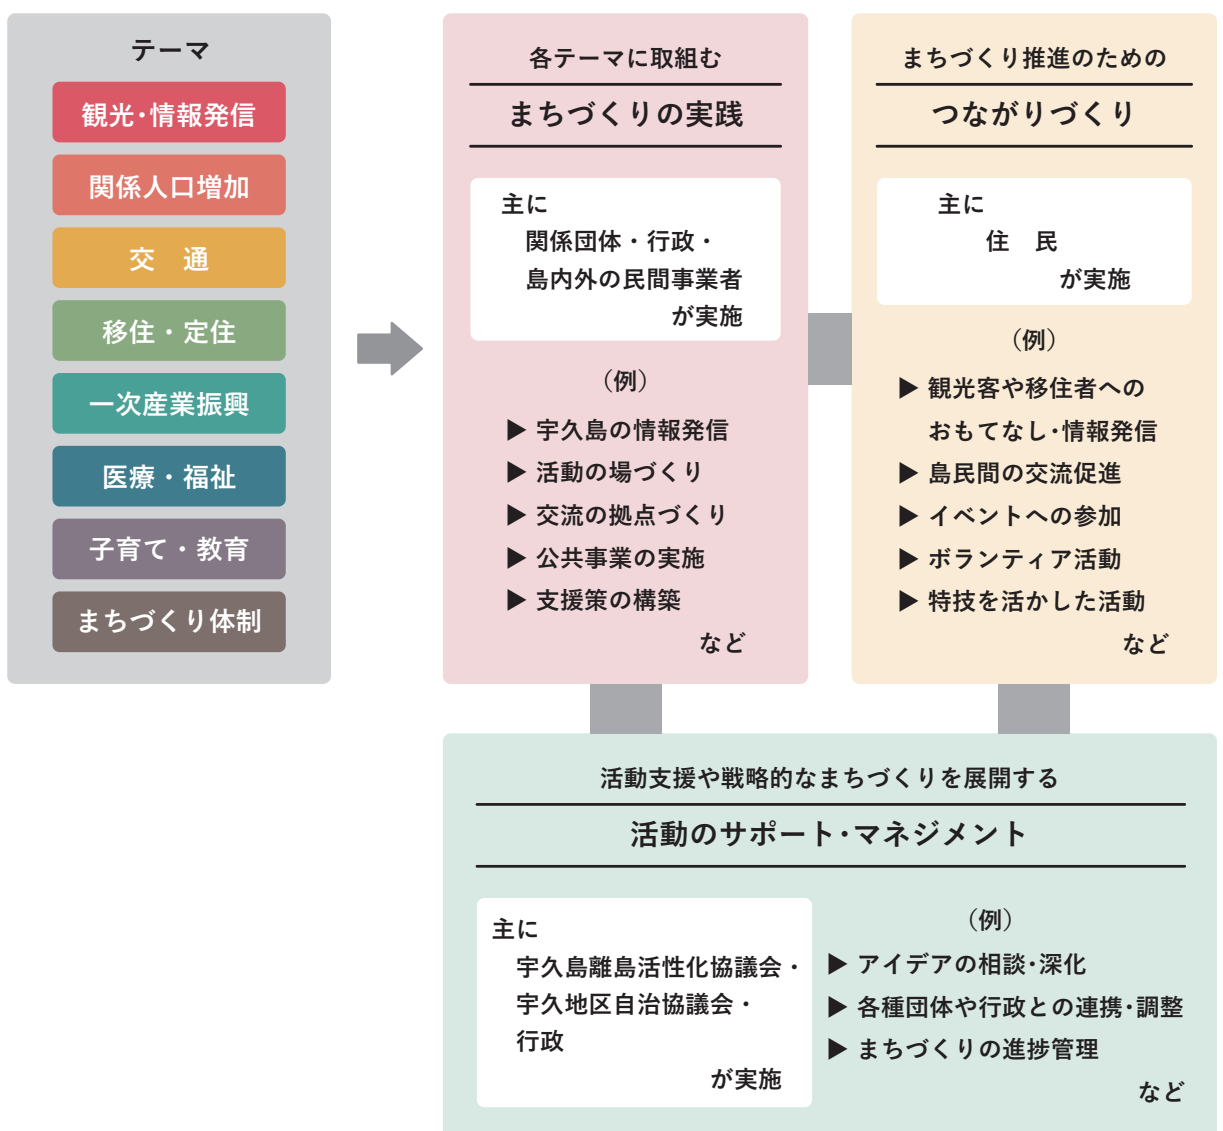 テーマ
観光・情報発信
関係人口増加
交　通
移住・定住
一次産業振興
医療・福祉
子育て・教育
まちづくり体制
各テーマに取組む
まちづくりの実践
主に
関係団体・行政・
島内外の民間事業者
が実施
（例）
▶ 宇久島の情報発信
▶ 活動の場づくり
▶ 交流の拠点づくり
▶ 公共事業の実施
▶ 支援策の構築
など
まちづくり推進のための
つながりづくり
主に
住　民
が実施
（例）
▶ 観光客や移住者への
おもてなし・情報発信
▶ 島民間の交流促進
▶ イベントへの参加
▶ ボランティア活動
▶ 特技を活かした活動
など
活動支援や戦略的なまちづくりを展開する
活動のサポート・マネジメント
主に
宇久島離島活性化協議会・
宇久地区自治協議会・
行政
が実施
（例）
▶ アイデアの相談・深化
▶ 各種団体や行政との連携・調整
▶ まちづくりの進捗管理
など